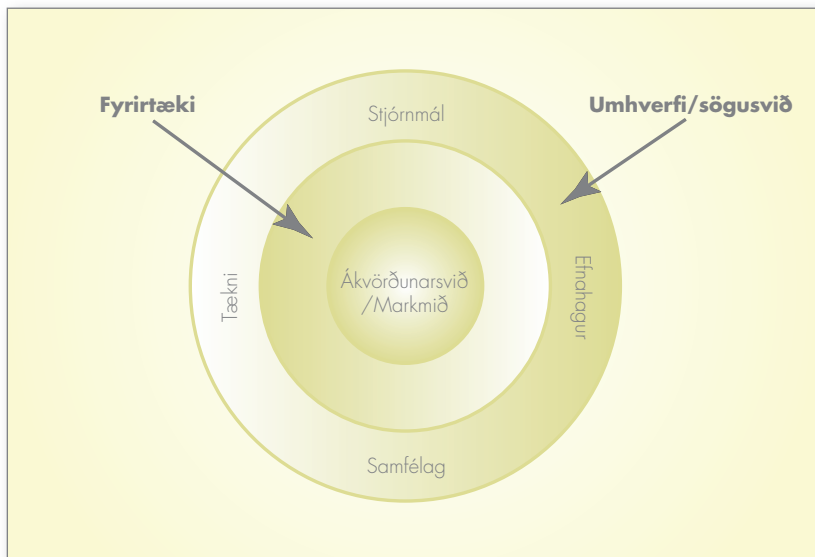 Fyrirtæki
Umhverfi/sögusvið
Stjórnmál
Tækni
Ákvörðunarsvið
/Markmið
Efnahagur
Samfélag